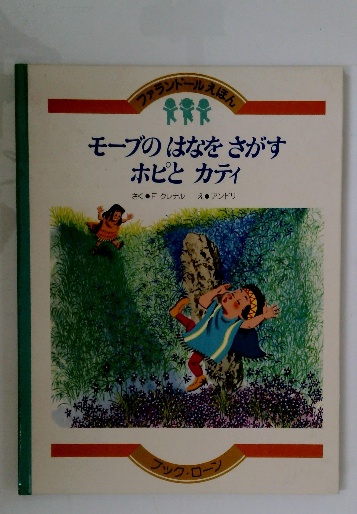 ファランドールえほん
モーブの はなを さがす
ホピと カティ
さく●F.クレナル え●アンドリ
ブック・ローン